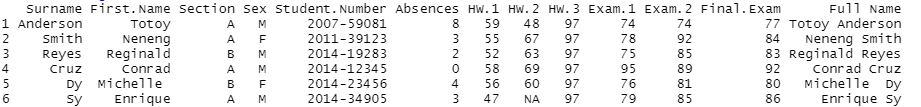 Surname First.Name Section Sex Student.Number Absences HW.1 HW.2 HW.3 Exam.1 Exam.2 Final.Exam Full Name
1 Anderson Totoy A M 2007-59081 8 59 48 97 74 74 77 Totoy Anderson
2 Smith Neneng A F 2011-39123 3 55 67 97 78 92 84 Neneng Smith
3 Reyes Reginald B M 2014-19283 2 52 63 97 75 85 83 Reginald Reyes
4 Cruz Conrad A M 2014-12345 0 58 69 97 95 89 92 Conrad Cruz
5 Dy Michelle B F 2014-23456 4 56 60 97 76 81 80 Michelle Dy
6 Sy Enrique A M 2014-34905 3 47 NA 97 79 85 86 Enrique Sy